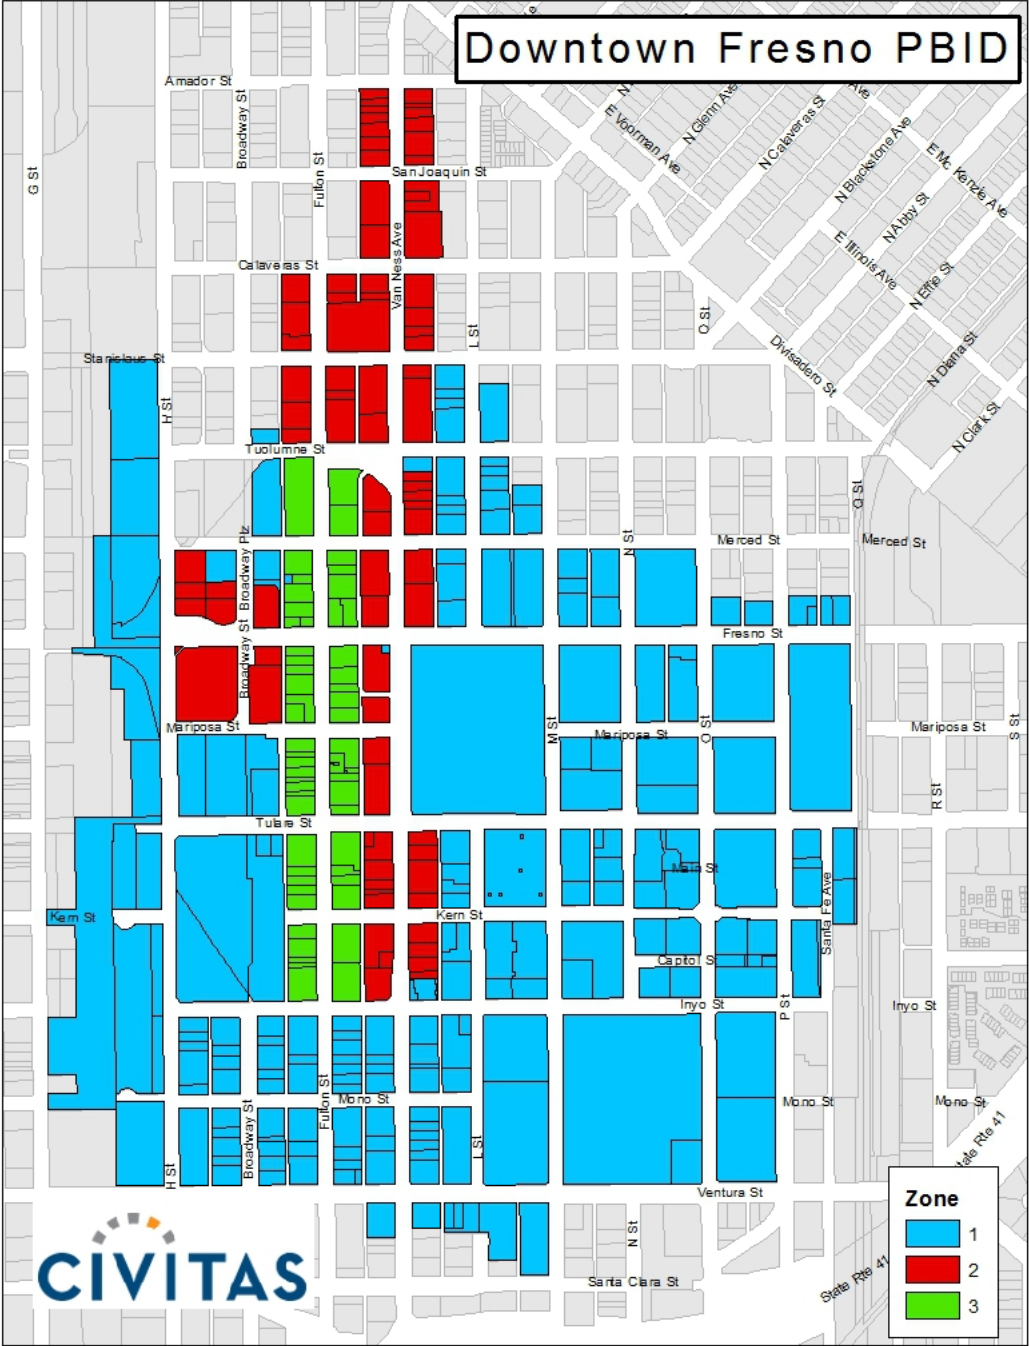 Downtown Fresno PBID
Amador St
Broadway St
Fulton St
G St
San Joaquin St
E Voorman Ave
N Glenn Ave
N Calaveras St
Ave
N Blackstone Ave
E Mc Kenzie Ave
N Abby St
E Illinois Ave
N Effie St
Van Ness Ave
Calaveras St
L St
O St
Divisadero St
N Diana St
N Clark St
Stanislaus St
H St
Tuolumne St
Q St
Broadway Plz
N St
Merced St
Merced St
Fresno St
Broadway St
Mariposa St
M St
Mariposa St
O St
Mariposa St
S St
R St
Tulare St
Main St
Santa Fe Ave
Kern St
Kern St
Capitol St
Inyo St
P St
Inyo St
Fulton St
Mono St
Mono St
Mono St
Broadway St
H St
L St
State Rte 41
Ventura St
N St
Santa Clara St
State Rte 41
CIVITAS
Zone
1
2
3